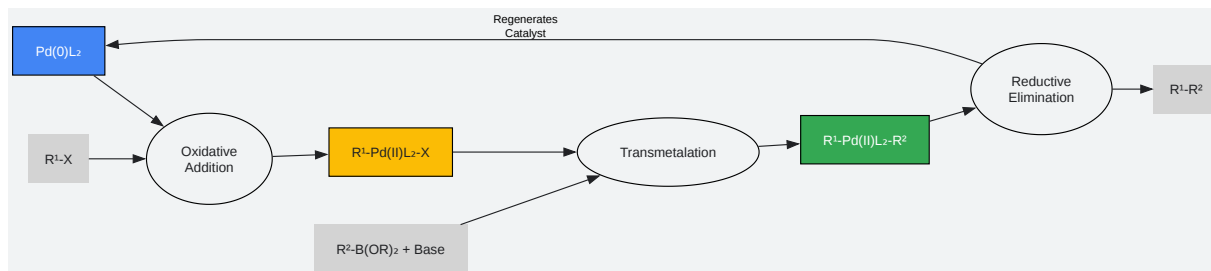 Regenerates
Catalyst
Pd(0)L₂
Reductive
Elimination
R¹-R²
R¹-X
Oxidative
Addition
R¹-Pd(II)L₂-X
Transmetalation
R¹-Pd(II)L₂-R²
R²-B(OR)₂ + Base